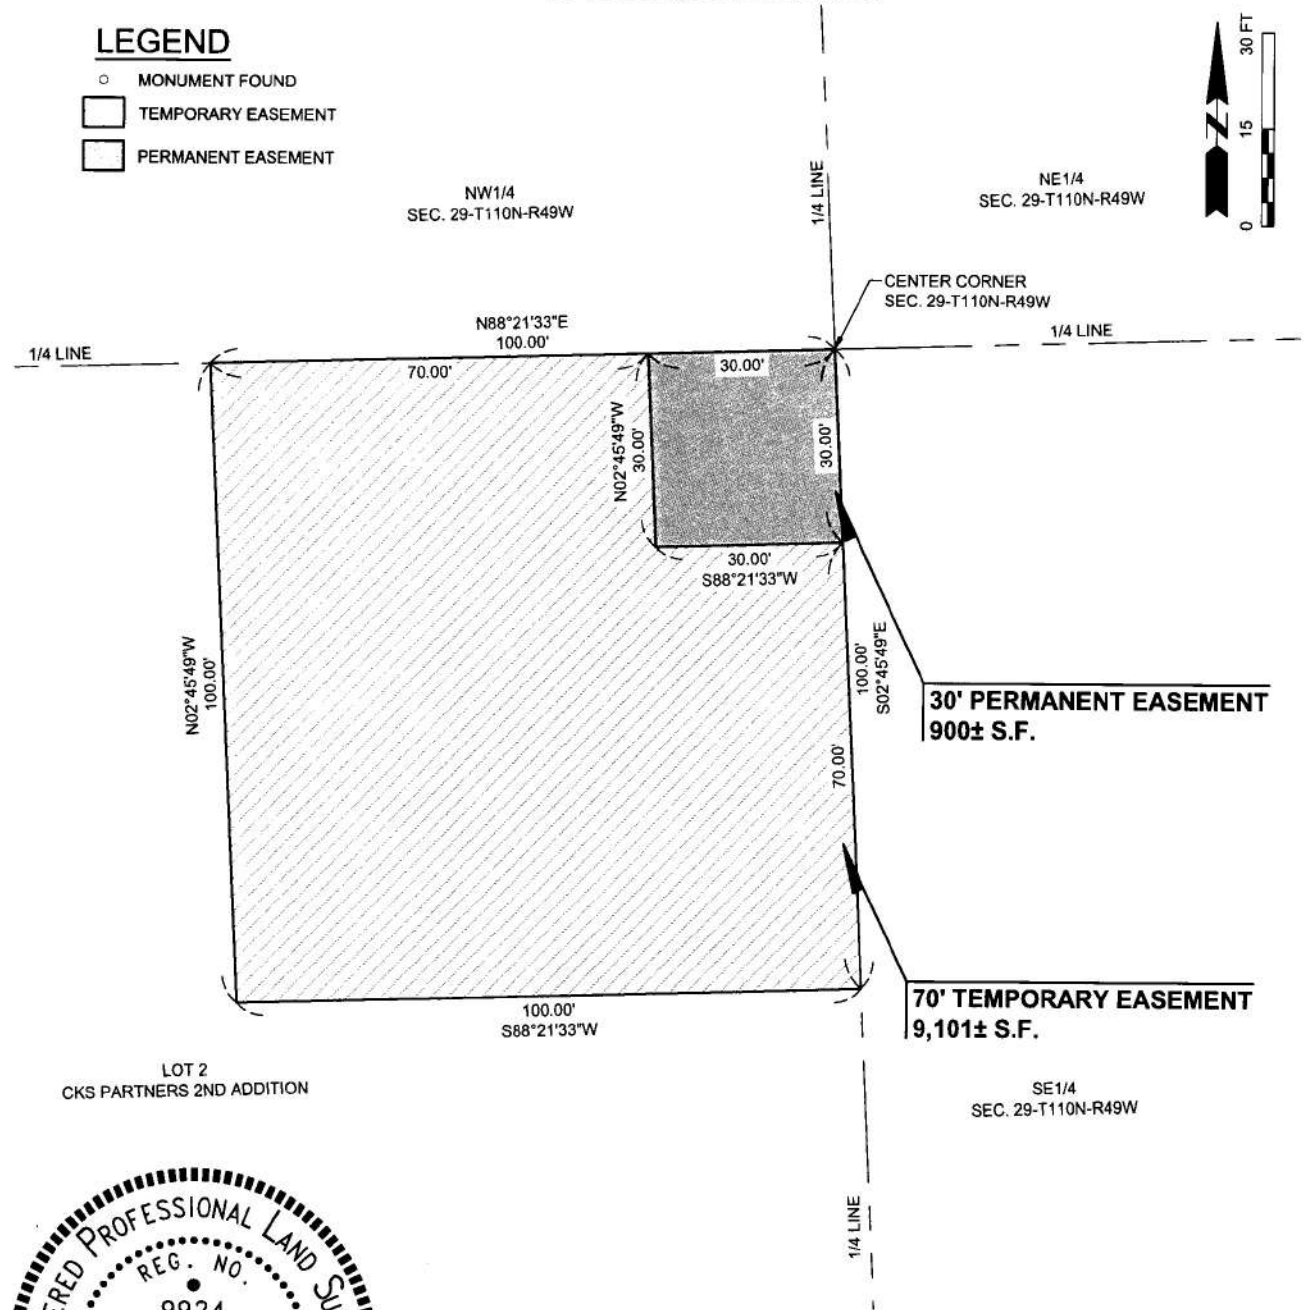 LEGEND
MONUMENT FOUND
TEMPORARY EASEMENT
PERMANENT EASEMENT
30 FT
15
0
N
NW1/4
SEC. 29-T110N-R49W
1/4 LINE
NE1/4
SEC. 29-T110N-R49W
CENTER CORNER
SEC. 29-T110N-R49W
1/4 LINE
N88°21'33"E
100.00'
1/4 LINE
70.00'
30.00'
N02°45'49"W
30.00'
30.00'
30.00'
S88°21'33"W
N02°45'49"W
100.00'
100.00'
S02°45'49"E
30' PERMANENT EASEMENT
900± S.F.
70.00'
70' TEMPORARY EASEMENT
9,101± S.F.
100.00'
S88°21'33"W
LOT 2
CKS PARTNERS 2ND ADDITION
SE1/4
SEC. 29-T110N-R49W
1/4 LINE
PROFESSIONAL LAND
REG. NO.